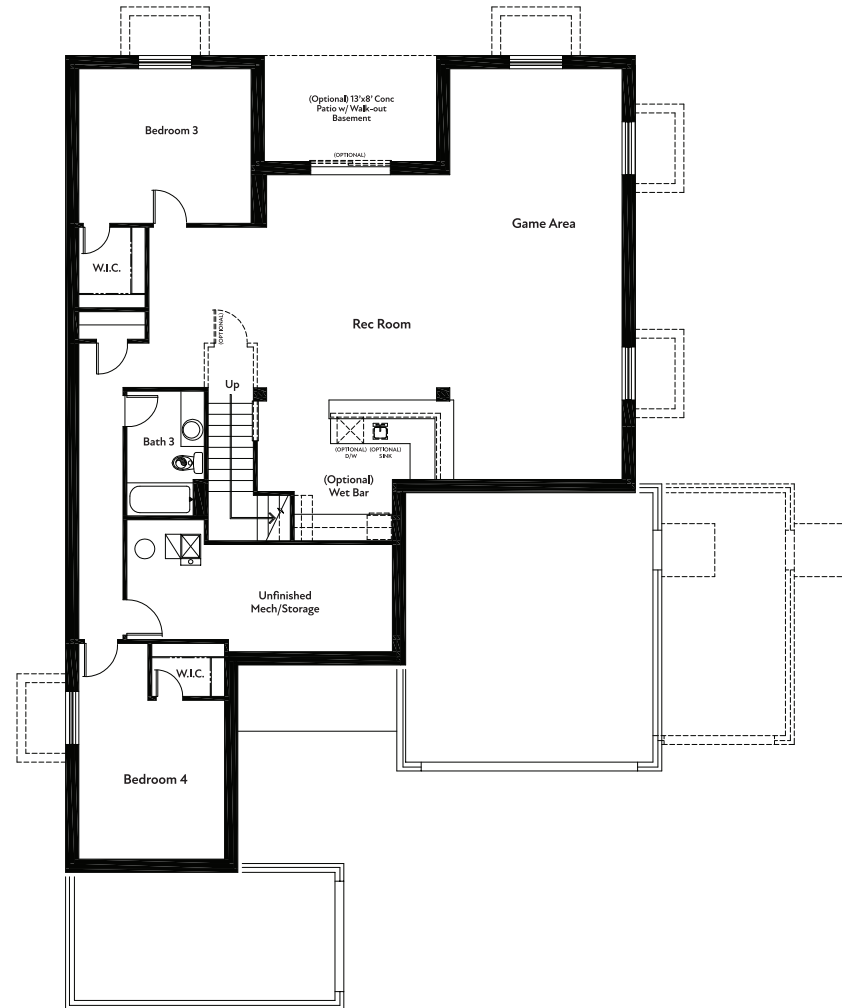 (Optional) 13'x8' Conc
Patio w/ Walk-out
Basement
(OPTIONAL)
Bedroom 3
Game Area
W.I.C.
(OPTIONAL)
Rec Room
Up
Bath 3
(OPTIONAL)
D/W
(OPTIONAL)
SINK
(Optional)
Wet Bar
Unfinished
Mech/Storage
W.I.C.
Bedroom 4